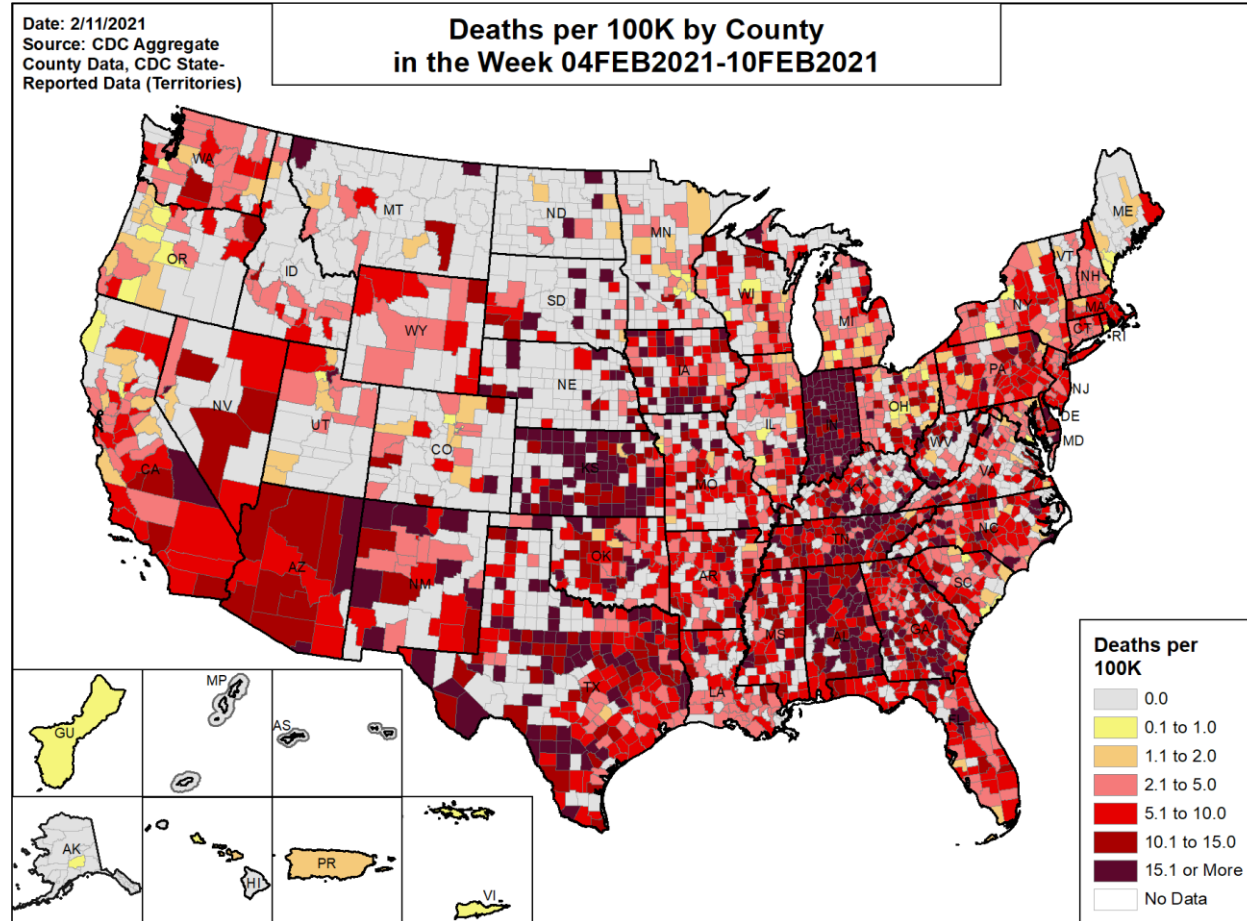 Date: 2/11/2021
Source: CDC Aggregate
County Data, CDC State-
Reported Data (Territories)
Deaths per 100K by County
in the Week 04FEB2021-10FEB2021
WA
MT
ND
MN
ME
OR
ID
SD
WI
MI
VT
NH
NY
MA
CT
RI
WY
IA
NE
PA
NJ
NV
UT
CO
IL
IN
OH
DE
MD
WV
VA
CA
KS
MO
KY
AZ
NM
OK
AR
TN
NC
SC
MS
AL
GA
TX
LA
FL
GU
MP
AS
AK
HI
PR
VI
Deaths per
100K
0.0
0.1 to 1.0
1.1 to 2.0
2.1 to 5.0
5.1 to 10.0
10.1 to 15.0
15.1 or More
No Data